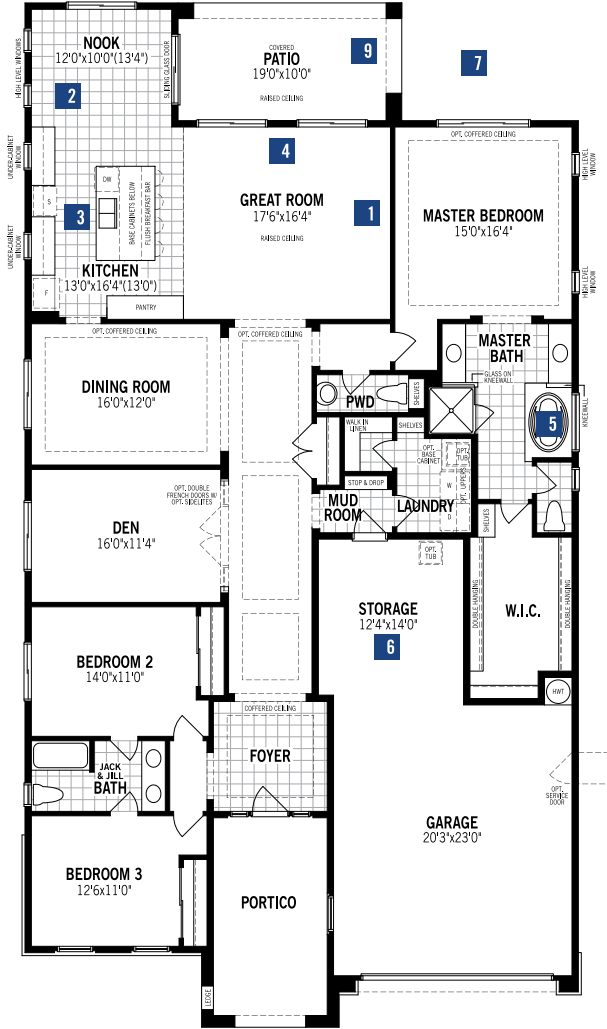 NOOK
12'0"x10'0"(13'4")
HIGH LEVEL WINDOWS
SLIDING GLASS DOOR
2
COVERED
PATIO
19'0"x10'0"
RAISED CEILING
9
7
UNDER-CABINET
WINDOW
DW
S
3
BASE CABINETS BELOW
FLUSH BREAKFAST BAR
UNDER-CABINET
WINDOW
F
KITCHEN
13'0"x16'4"(13'0")
PANTRY
4
GREAT ROOM
17'6"x16'4"
RAISED CEILING
1
OPT. COFFERED CEILING
MASTER BEDROOM
15'0"x16'4"
HIGH LEVEL
WINDOW
HIGH LEVEL
WINDOW
OPT. COFFERED CEILING
DINING ROOM
16'0"x12'0"
OPT. COFFERED CEILING
PWD
SHELVES
MASTER
BATH
GLASS ON
KNEEWALL
5
KNEEWALL
WALK IN
LINEN
SHELVES
OPT.
BASE
CABINET
OPT.
TUB
OPT. UPPERS
W
D
STOP & DROP
MUD
ROOM
LAUNDRY
OPT. DOUBLE
FRENCH DOORS W/
OPT. SIDELITES
DEN
16'0"x11'4"
SHELVES
OPT.
TUB
STORAGE
12'4"x14'0"
6
DOUBLE HANGING
W.I.C.
DOUBLE HANGING
HWT
BEDROOM 2
14'0"x11'0"
COFFERED CEILING
FOYER
JACK
& JILL
BATH
OPT.
SERVICE
DOOR
GARAGE
20'3"x23'0"
BEDROOM 3
12'6x11'0"
PORTICO
LEDGE